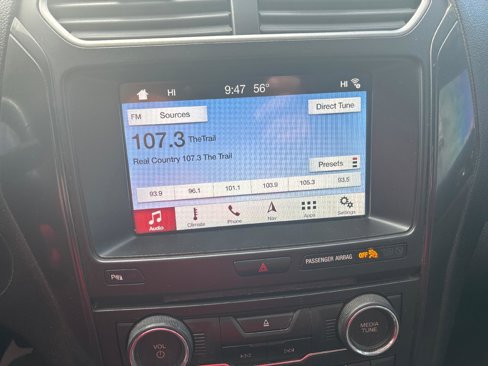 HI 9:47 56° HI
FM Sources Direct Tune
107.3 TheTrail
Real Country 107.3 The Trail
Presets
93.9 96.1 101.1 103.9 105.3 93.5
Audio Climate Phone Nav Apps Settings
PASSENGER AIRBAG OFF
VOL
MEDIA
TUNE